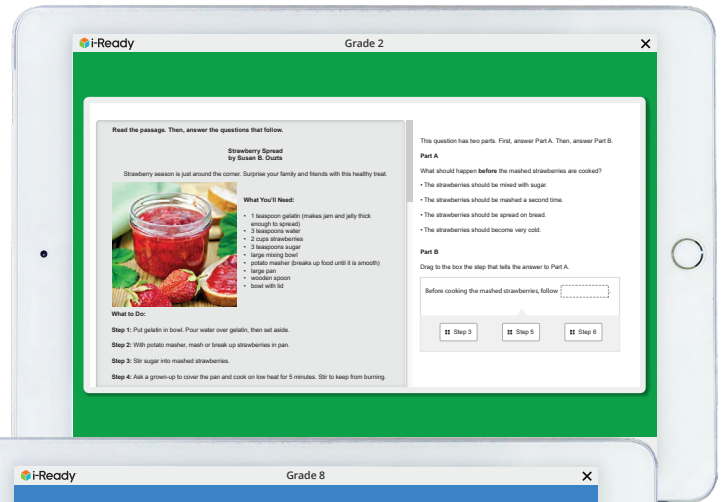 i-Ready
Grade 2
Read the passage. Then, answer the questions that follow.
Strawberry Spread
by Susan B. Ouzts
Strawberry season is just around the corner. Surprise your family and friends with this healthy treat.
What You'll Need:
• 1 teaspoon gelatin (makes jam and jelly thick
enough to spread)
• 3 teaspoons water
• 2 cups strawberries
• 3 teaspoons sugar
• large mixing bowl
• potato masher (breaks up food until it is smooth)
• large pan
• wooden spoon
• bowl with lid
What to Do:
Step 1: Put gelatin in bowl. Pour water over gelatin, then set aside.
Step 2: With potato masher, mash or break up strawberries in pan.
Step 3: Stir sugar into mashed strawberries.
Step 4: Ask a grown-up to cover the pan and cook on low heat for 5 minutes. Stir to keep from burning.
This question has two parts. First, answer Part A. Then, answer Part B.
Part A
What should happen before the mashed strawberries are cooked?
• The strawberries should be mixed with sugar.
• The strawberries should be mashed a second time.
• The strawberries should be spread on bread.
• The strawberries should become very cold.
Part B
Drag to the box the step that tells the answer to Part A.
Before cooking the mashed strawberries, follow .
Step 3
Step 5
Step 6
i-Ready
Grade 8